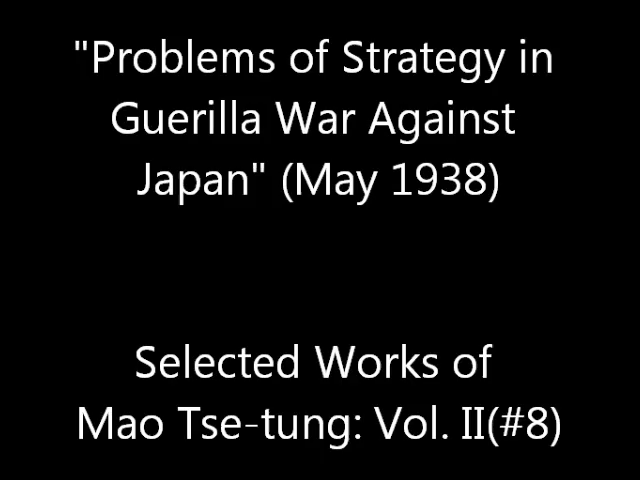 "Problems of Strategy in
Guerilla War Against
Japan" (May 1938)
Selected Works of
Mao Tse-tung: Vol. II(#8)